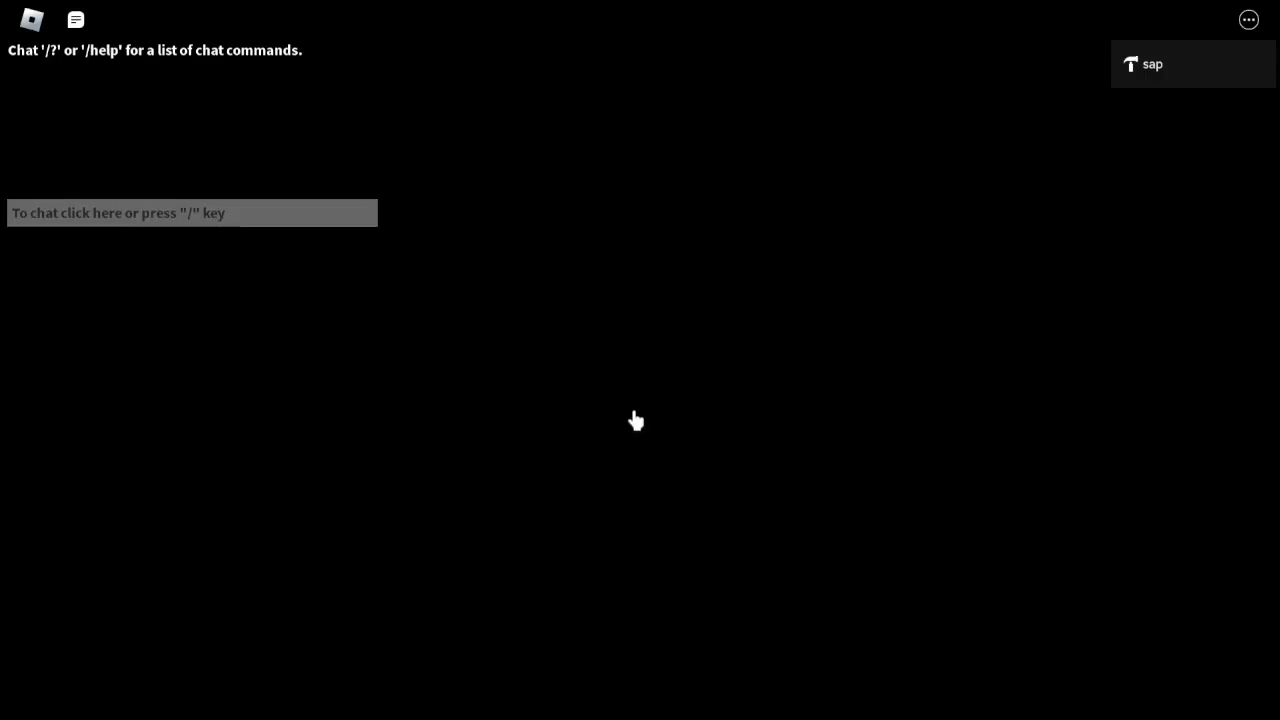 Chat '/?' or '/help' for a list of chat commands.
sap
To chat click here or press "/" key